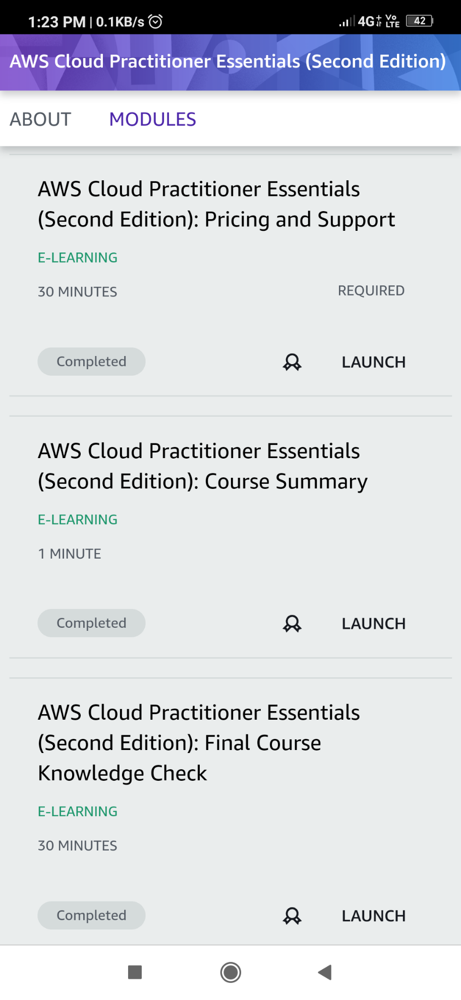 1:23 PM | 0.1KB/s
4G+ Vo LTE 42
AWS Cloud Practitioner Essentials (Second Edition)
ABOUT MODULES
AWS Cloud Practitioner Essentials
(Second Edition): Pricing and Support
E-LEARNING
30 MINUTES REQUIRED
Completed LAUNCH
AWS Cloud Practitioner Essentials
(Second Edition): Course Summary
E-LEARNING
1 MINUTE
Completed LAUNCH
AWS Cloud Practitioner Essentials
(Second Edition): Final Course
Knowledge Check
E-LEARNING
30 MINUTES
Completed LAUNCH